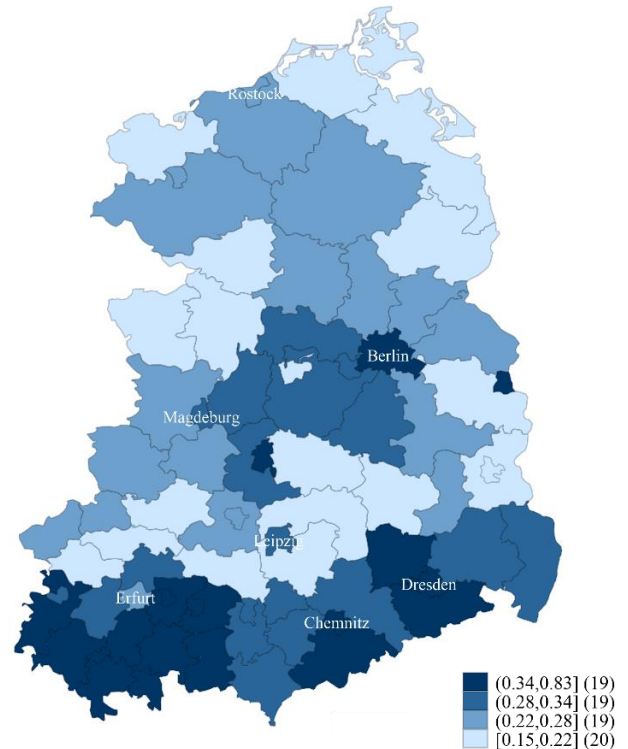 Rostock
Berlin
Magdeburg
Leipzig
Dresden
Erfurt
Chemnitz
(0.34,0.83] (19)
(0.28,0.34] (19)
(0.22,0.28] (19)
[0.15,0.22] (20)